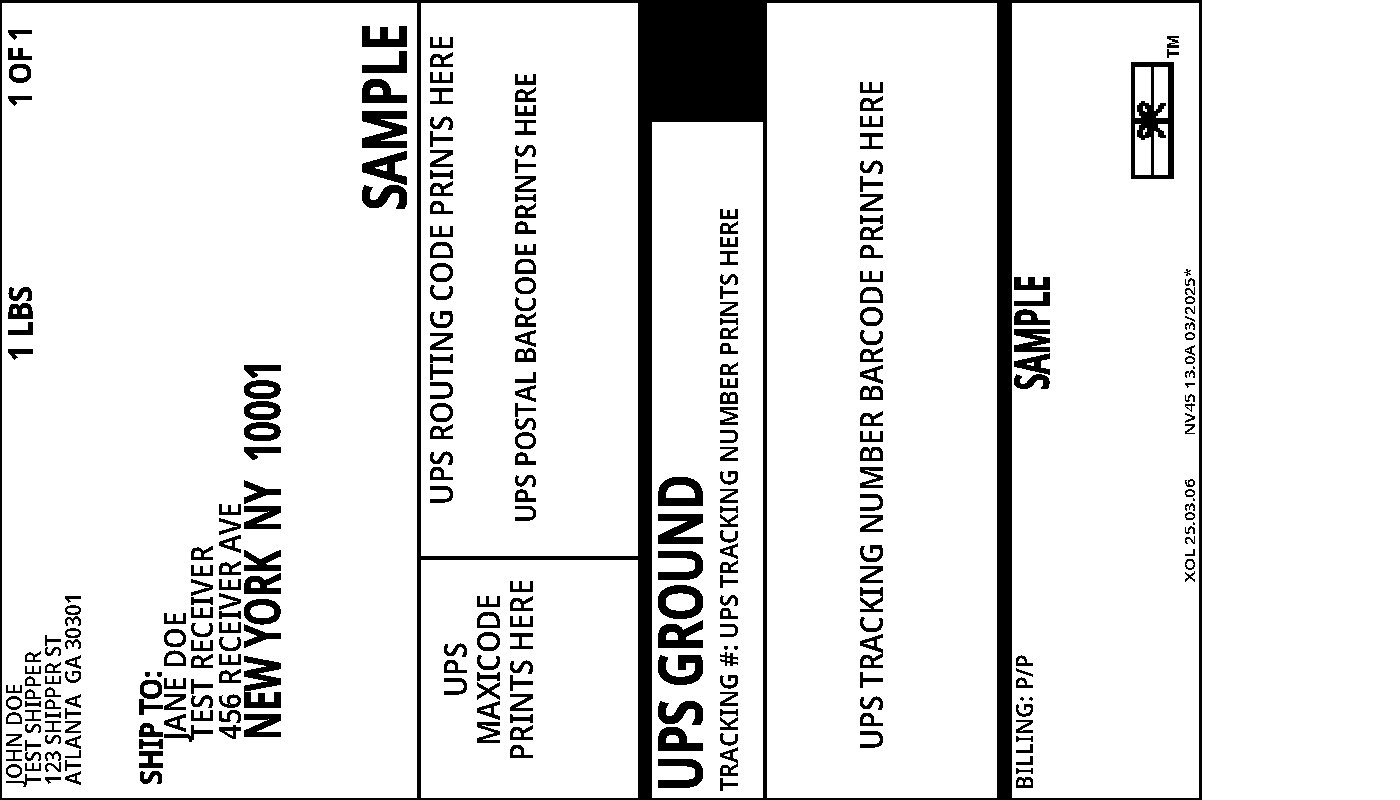 JOHN DOE
TEST SHIPPER
123 SHIPPER ST
ATLANTA GA 30301
1 LBS
1 OF 1
SHIP TO:
JANE DOE
TEST RECEIVER
456 RECEIVER AVE
NEW YORK NY 10001
SAMPLE
UPS
MAXICODE
PRINTS HERE
UPS ROUTING CODE PRINTS HERE
UPS POSTAL BARCODE PRINTS HERE
UPS GROUND
TRACKING #: UPS TRACKING NUMBER PRINTS HERE
UPS TRACKING NUMBER BARCODE PRINTS HERE
BILLING: P/P
SAMPLE
TM
XOL 25.03.06 NV45 13.0A 03/2025*